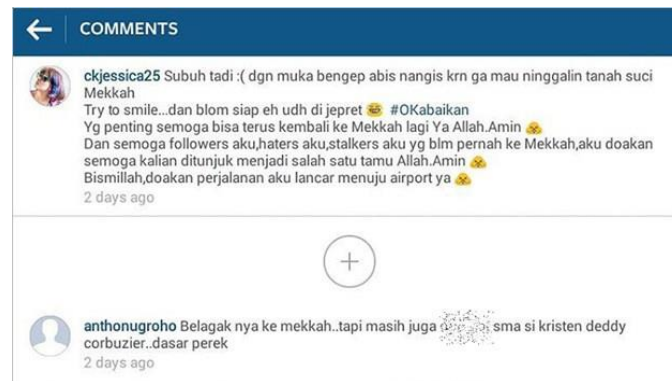 COMMENTS
ckjessica25 Subuh tadi :( dgn muka bengep abis nangis krn ga mau ninggalin tanah suci
Mekkah
Try to smile...dan blom siap eh udh di jepret 😄 #OKabaikan
Yg penting semoga bisa terus kembali ke Mekkah lagi Ya Allah.Amin 🙏
Dan semoga followers aku,haters aku,stalkers aku yg blm pernah ke Mekkah,aku doakan
semoga kalian ditunjuk menjadi salah satu tamu Allah.Amin 🙏
Bismillah,doakan perjalanan aku lancar menuju airport ya 🙏
2 days ago
anthonugroho Belagak nya ke mekkah..tapi masih juga sma si kristen deddy
corbuzier..dasar perek
2 days ago